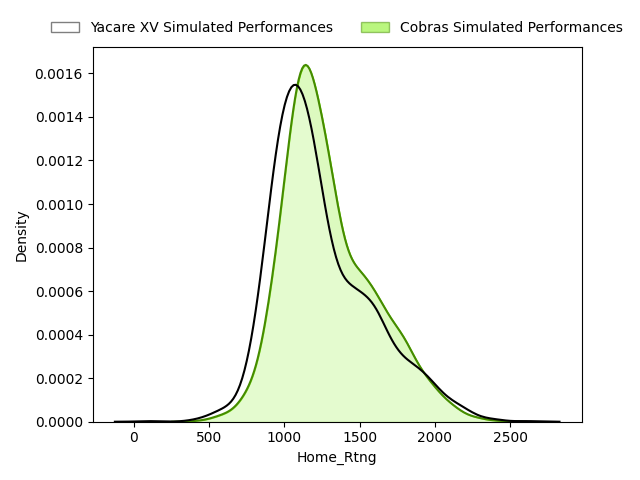 Yacare XV Simulated Performances
Cobras Simulated Performances
0.0016
0.0014
0.0012
0.0010
0.0008
0.0006
0.0004
0.0002
0.0000
Density
0 500 1000 1500 2000 2500
Home_Rtng